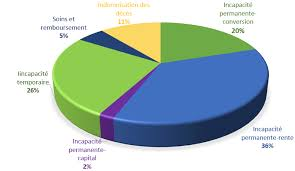 Indemnisation des
décès
11%
Soins et
remboursement
5%
Incapacité
permanente-
conversion
20%
Iincapacité
temporaire
26%
Incapacité
permanente-
capital
2%
Incapacité
permanente-rente
36%